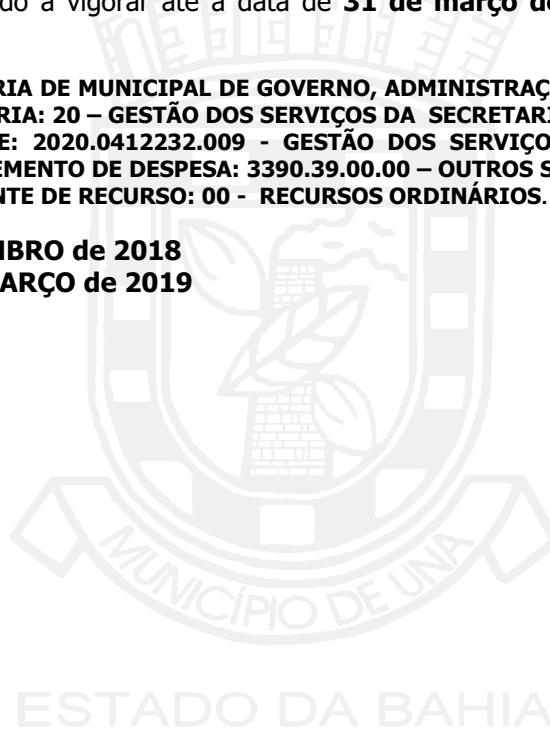 do a vigorar até a data de 31 de março de
RIA DE MUNICIPAL DE GOVERNO, ADMINISTRAÇ
RIA: 20 – GESTÃO DOS SERVIÇOS DA SECRETARI
E: 2020.0412232.009 - GESTÃO DOS SERVIÇO
EMENTO DE DESPESA: 3390.39.00.00 – OUTROS S
NTE DE RECURSO: 00 - RECURSOS ORDINÁRIOS.
MBRO de 2018
ARÇO de 2019
MUNICÍPIO DE UNA
ESTADO DA BAHIA